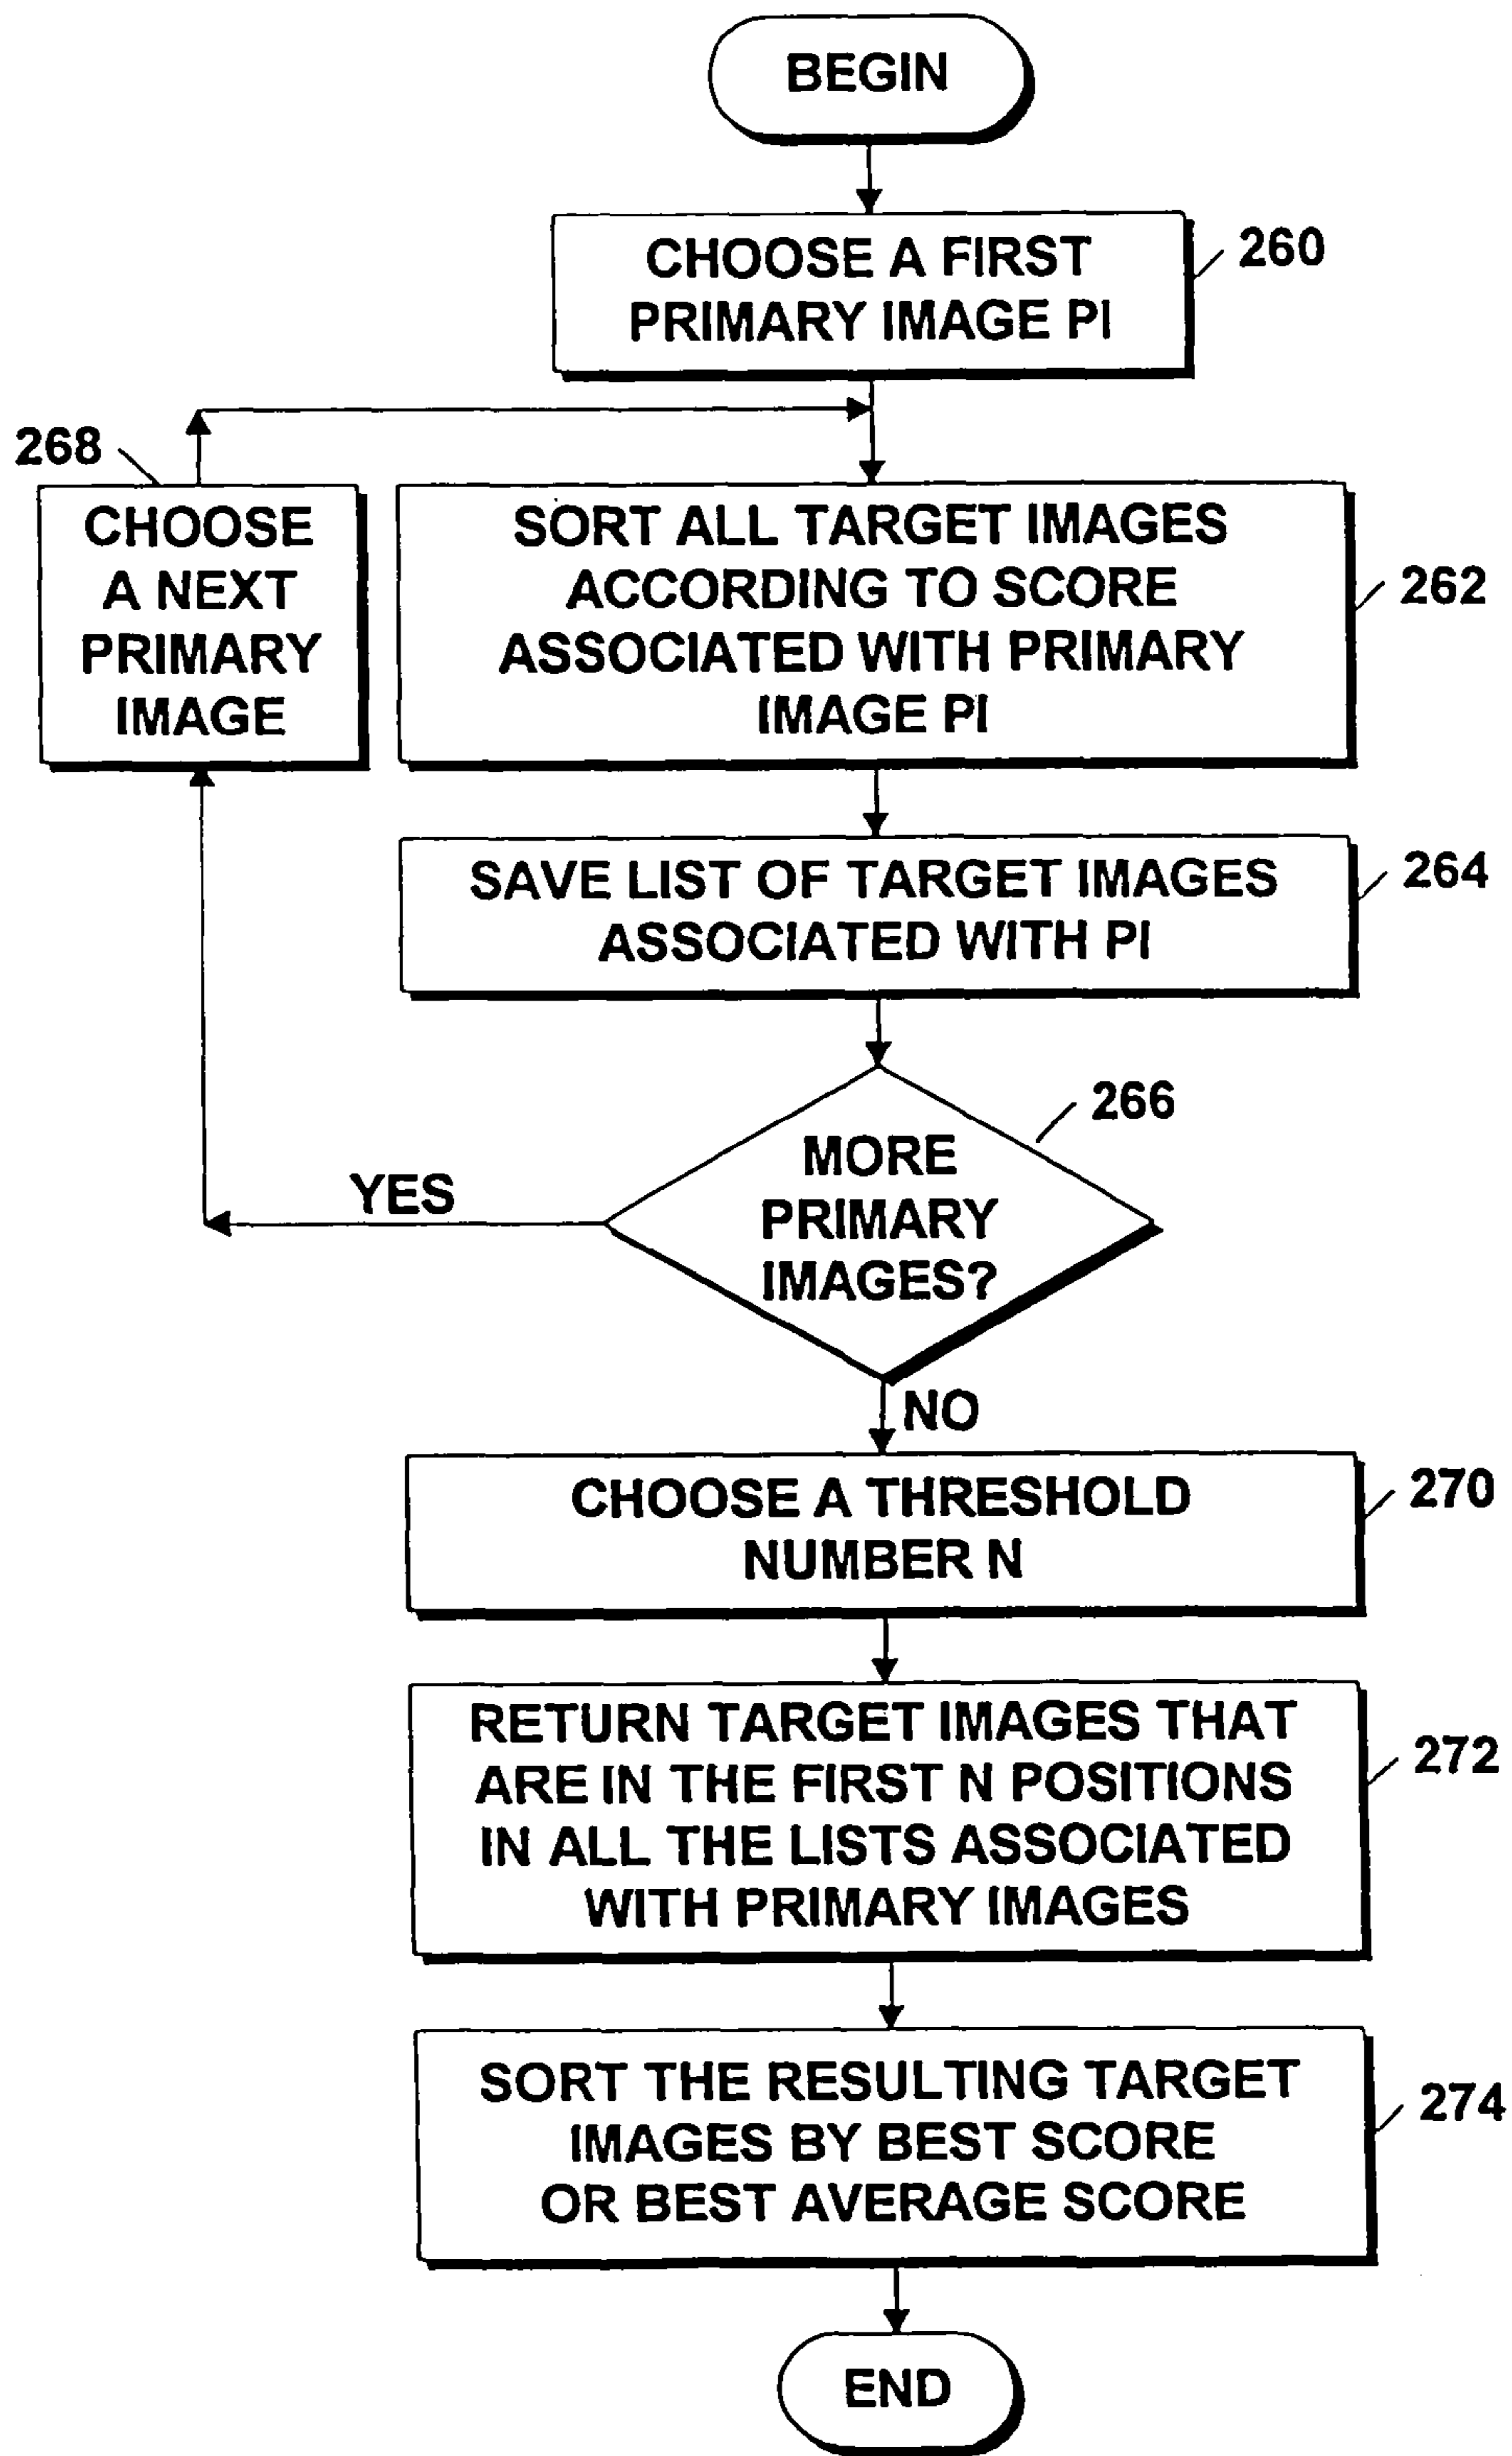 BEGIN
CHOOSE A FIRST
PRIMARY IMAGE PI
260
268
CHOOSE
A NEXT
PRIMARY
IMAGE
SORT ALL TARGET IMAGES
ACCORDING TO SCORE
ASSOCIATED WITH PRIMARY
IMAGE PI
262
SAVE LIST OF TARGET IMAGES
ASSOCIATED WITH PI
264
MORE
PRIMARY
IMAGES?
266
YES
NO
CHOOSE A THRESHOLD
NUMBER N
270
RETURN TARGET IMAGES THAT
ARE IN THE FIRST N POSITIONS
IN ALL THE LISTS ASSOCIATED
WITH PRIMARY IMAGES
272
SORT THE RESULTING TARGET
IMAGES BY BEST SCORE
OR BEST AVERAGE SCORE
274
END